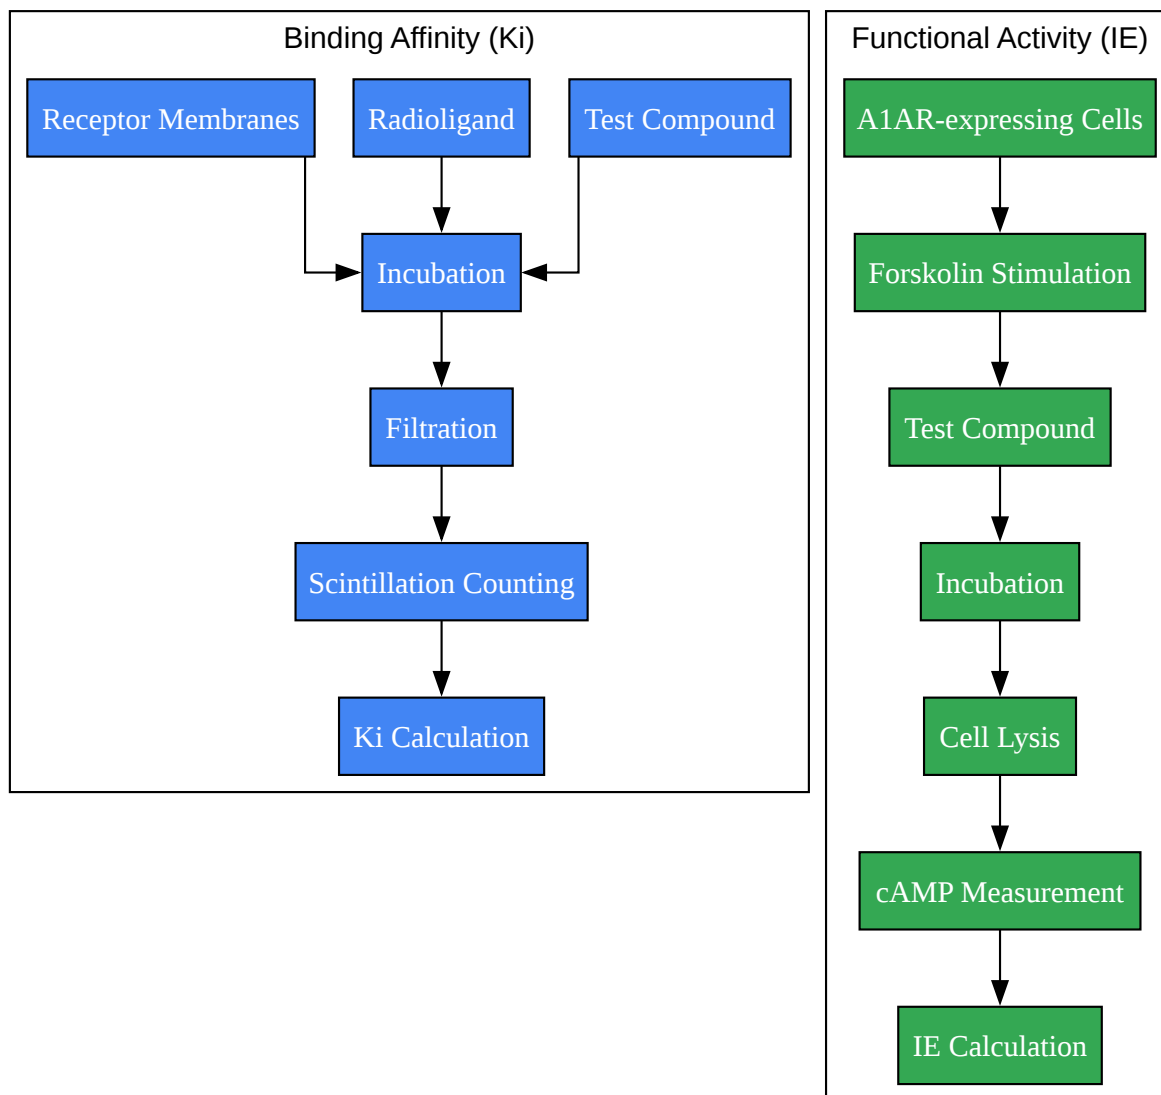 Binding Affinity (Ki)
Receptor Membranes
Radioligand
Test Compound
Incubation
Filtration
Scintillation Counting
Ki Calculation
Functional Activity (IE)
A1AR-expressing Cells
Forskolin Stimulation
Test Compound
Incubation
Cell Lysis
cAMP Measurement
IE Calculation